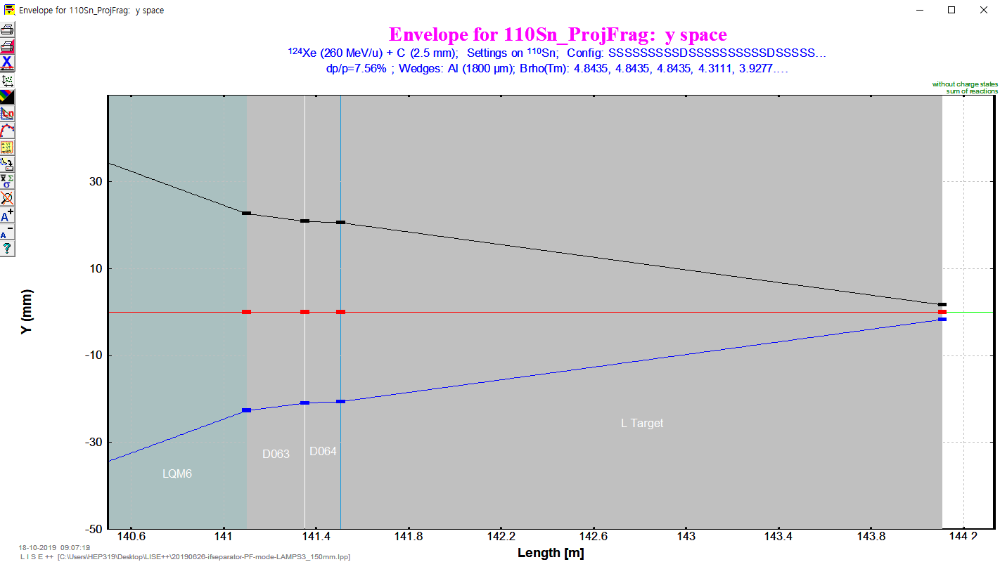 Envelope for 110Sn_ProjFrag: y space
Envelope for 110Sn_ProjFrag: y space
124Xe (260 MeV/u) + C (2.5 mm); Settings on 110Sn; Config: SSSSSSSSSDSSSSSSSSSSDSSSSS...
dp/p=7.56% ; Wedges: Al (1800 µm); Brho(Tm): 4.8435, 4.8435, 4.8435, 4.3111, 3.9277....
without charge states
sum of reactions
30
10
-10
-30
-50
Y (mm)
L Target
D063
D064
LQM6
140.6 141 141.4 141.8 142.2 142.6 143 143.4 143.8 144.2
Length [m]
18-10-2019 09:07:19
L I S E ++ [C:\Users\HEP319\Desktop\LISE++\20190626-ifseparator-PF-mode-LAMPS3_150mm.lpp]